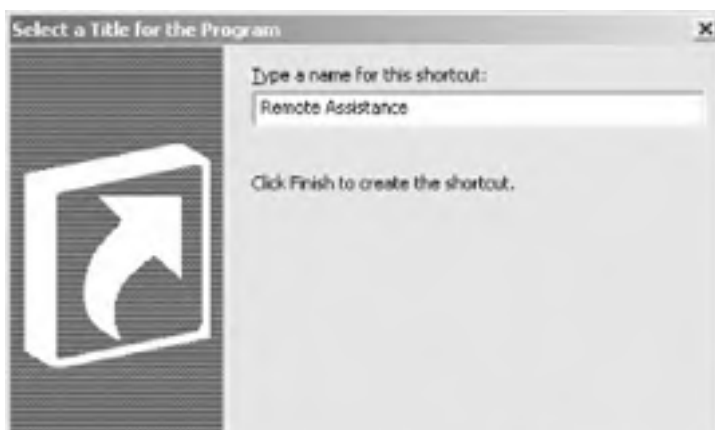 Select a Title for the Program
Type a name for this shortcut:
Remote Assistance
Click Finish to create the shortcut.